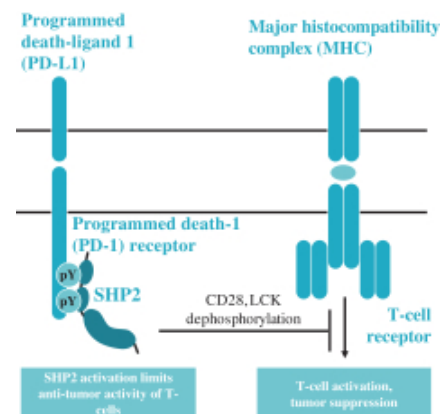 Programmed
death-ligand 1
(PD-L1)
Major histocompatibility
complex (MHC)
Programmed death-1
(PD-1) receptor
pY
pY
SHP2
CD28, LCK
dephosphorylation
T-cell
receptor
SHP2 activation limits
anti-tumor activity of T-
cells
T-cell activation,
tumor suppression